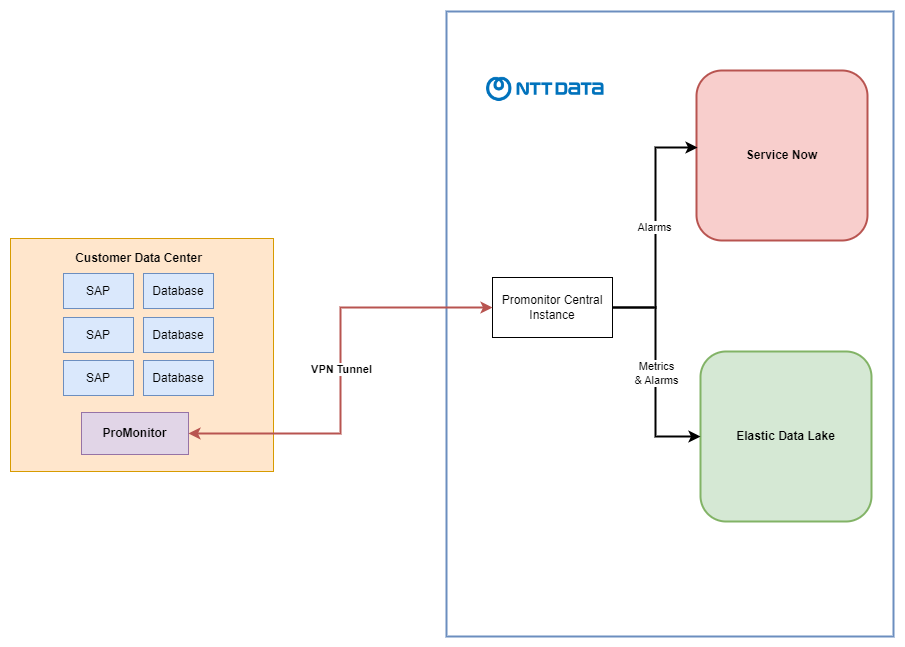 NTT DATA
Service Now
Alarms
Customer Data Center
SAP
Database
SAP
Database
SAP
Database
ProMonitor
VPN Tunnel
Promonitor Central
Instance
Metrics
& Alarms
Elastic Data Lake